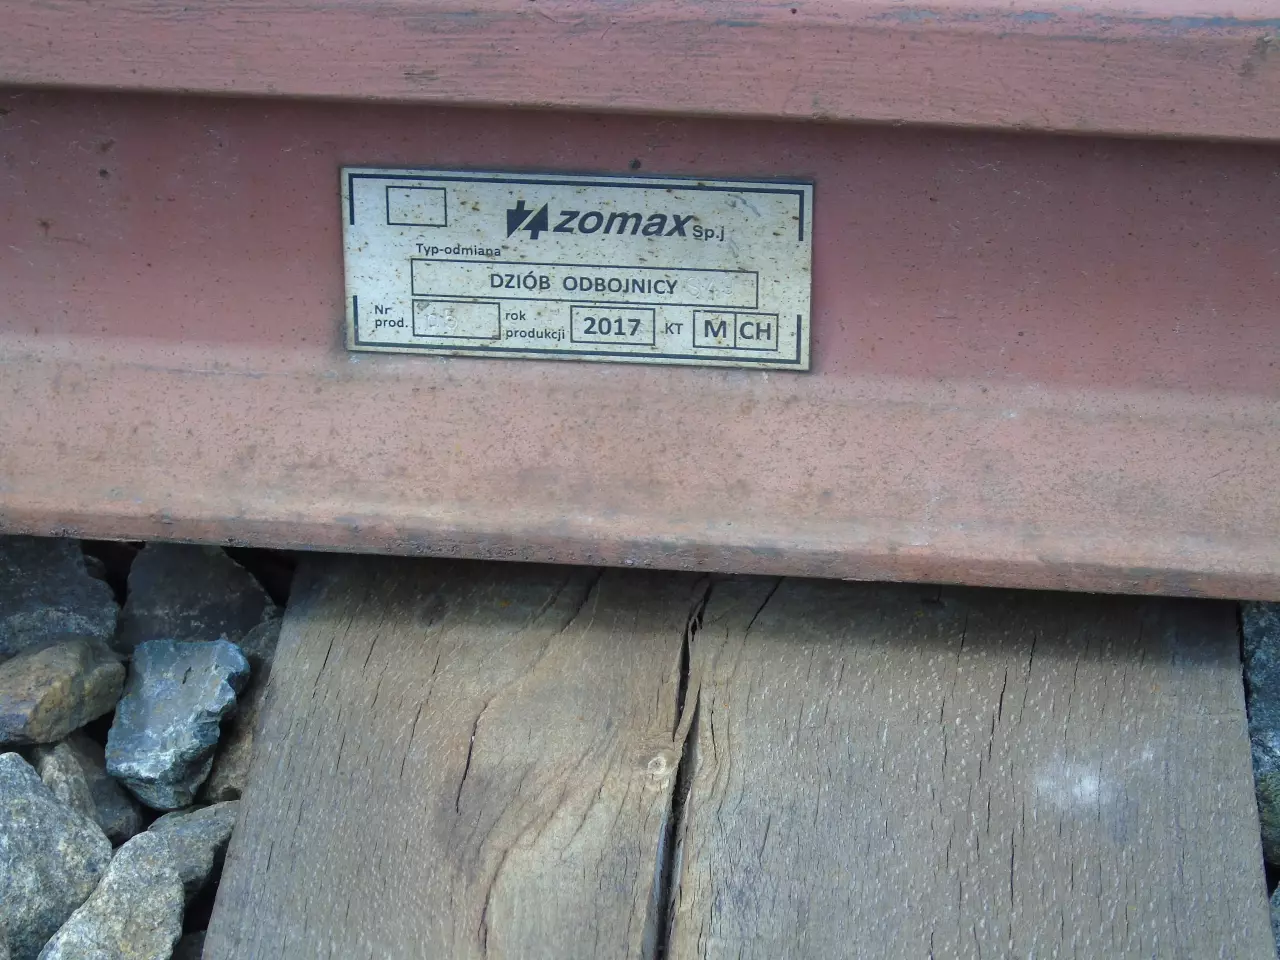 zomax Sp.j
Typ-odmiana
DZIÓB ODBOJNICY
Nr prod. rok produkcji 2017 KT M CH